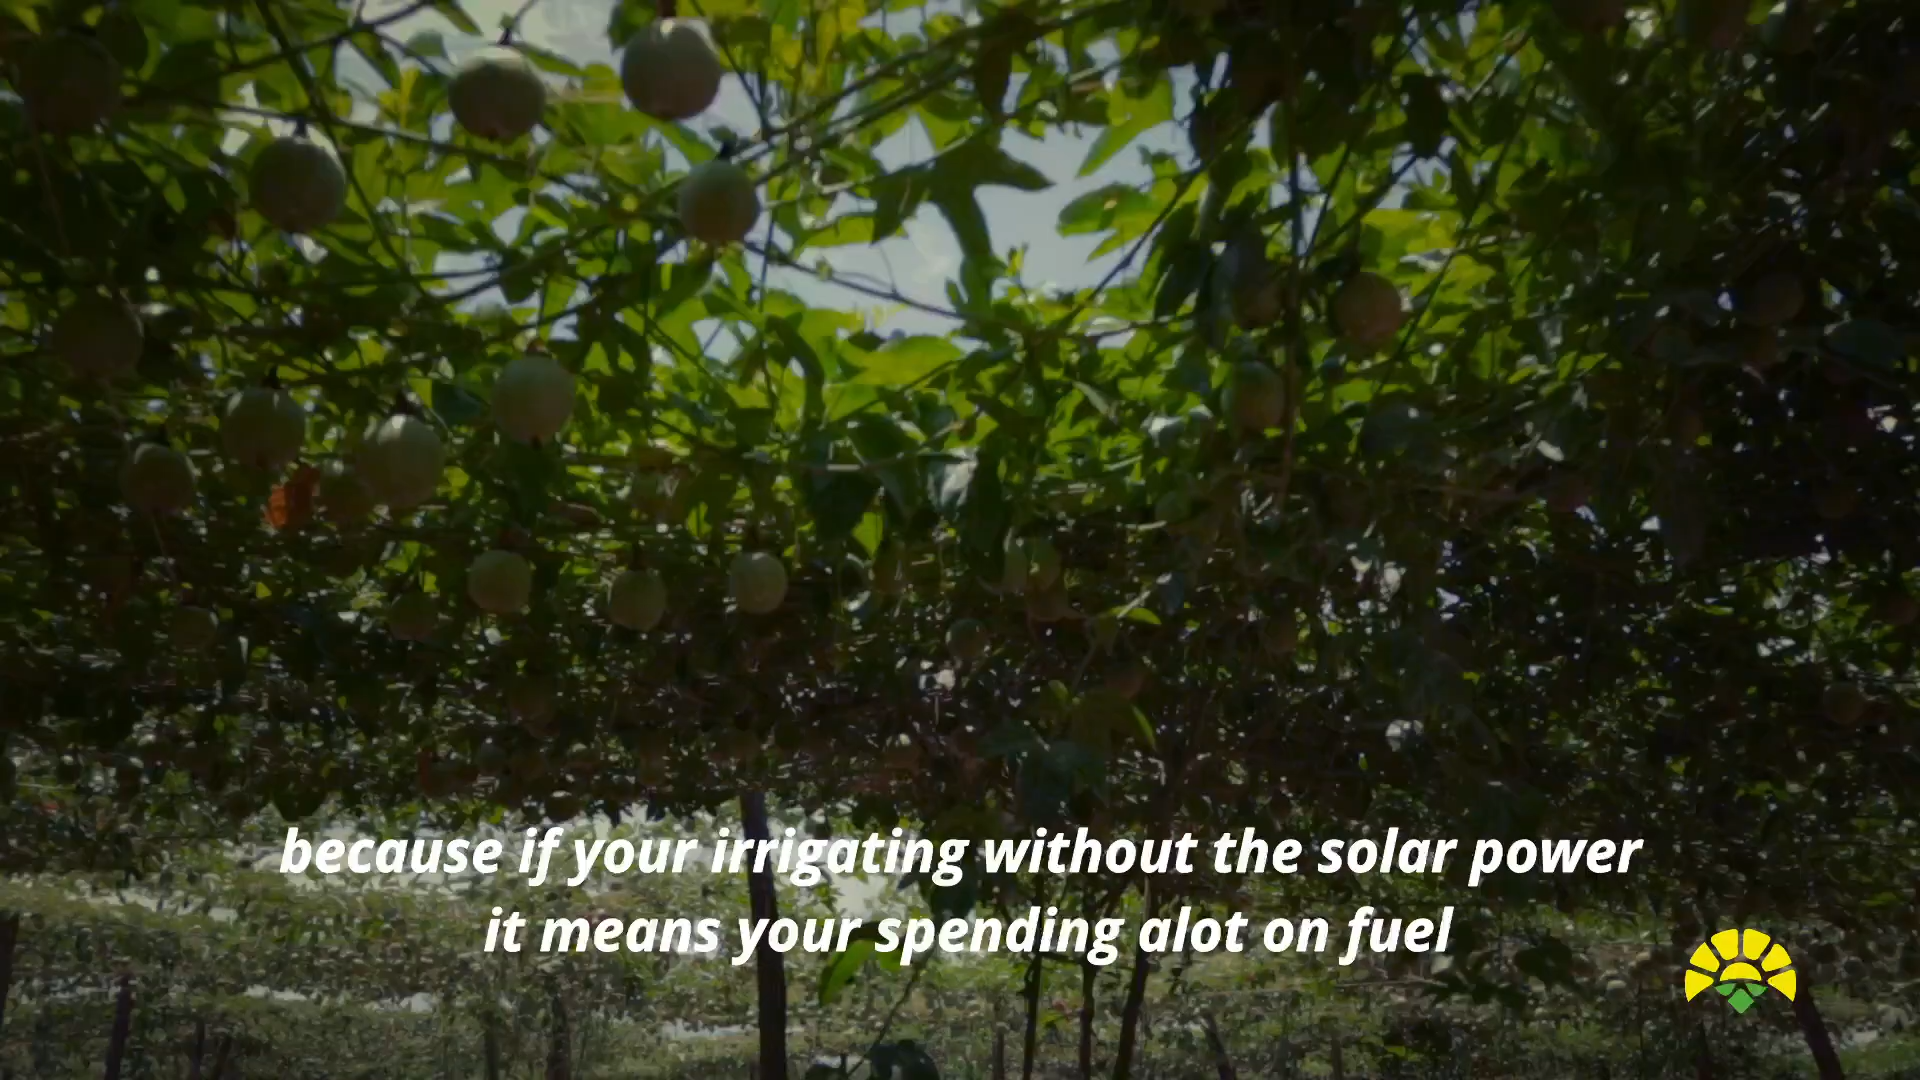 because if your irrigating without the solar power
it means your spending alot on fuel